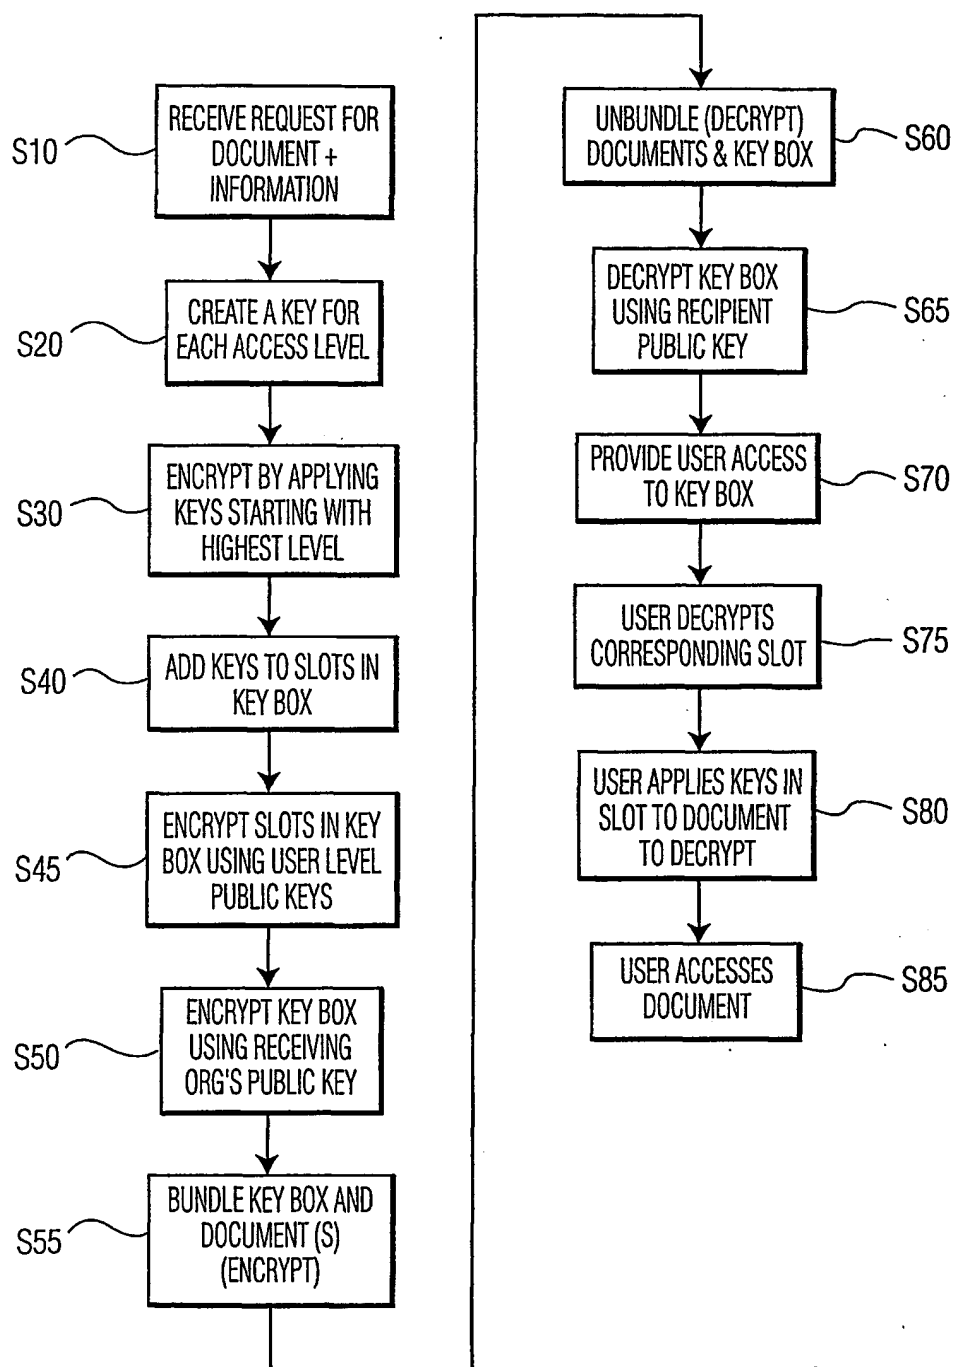 S10
RECEIVE REQUEST FOR
DOCUMENT +
INFORMATION
S20
CREATE A KEY FOR
EACH ACCESS LEVEL
S30
ENCRYPT BY APPLYING
KEYS STARTING WITH
HIGHEST LEVEL
S40
ADD KEYS TO SLOTS IN
KEY BOX
S45
ENCRYPT SLOTS IN KEY
BOX USING USER LEVEL
PUBLIC KEYS
S50
ENCRYPT KEY BOX
USING RECEIVING
ORG'S PUBLIC KEY
S55
BUNDLE KEY BOX AND
DOCUMENT (S)
(ENCRYPT)
UNBUNDLE (DECRYPT)
DOCUMENTS & KEY BOX
S60
DECRYPT KEY BOX
USING RECIPIENT
PUBLIC KEY
S65
PROVIDE USER ACCESS
TO KEY BOX
S70
USER DECRYPTS
CORRESPONDING SLOT
S75
USER APPLIES KEYS IN
SLOT TO DOCUMENT
TO DECRYPT
S80
USER ACCESSES
DOCUMENT
S85